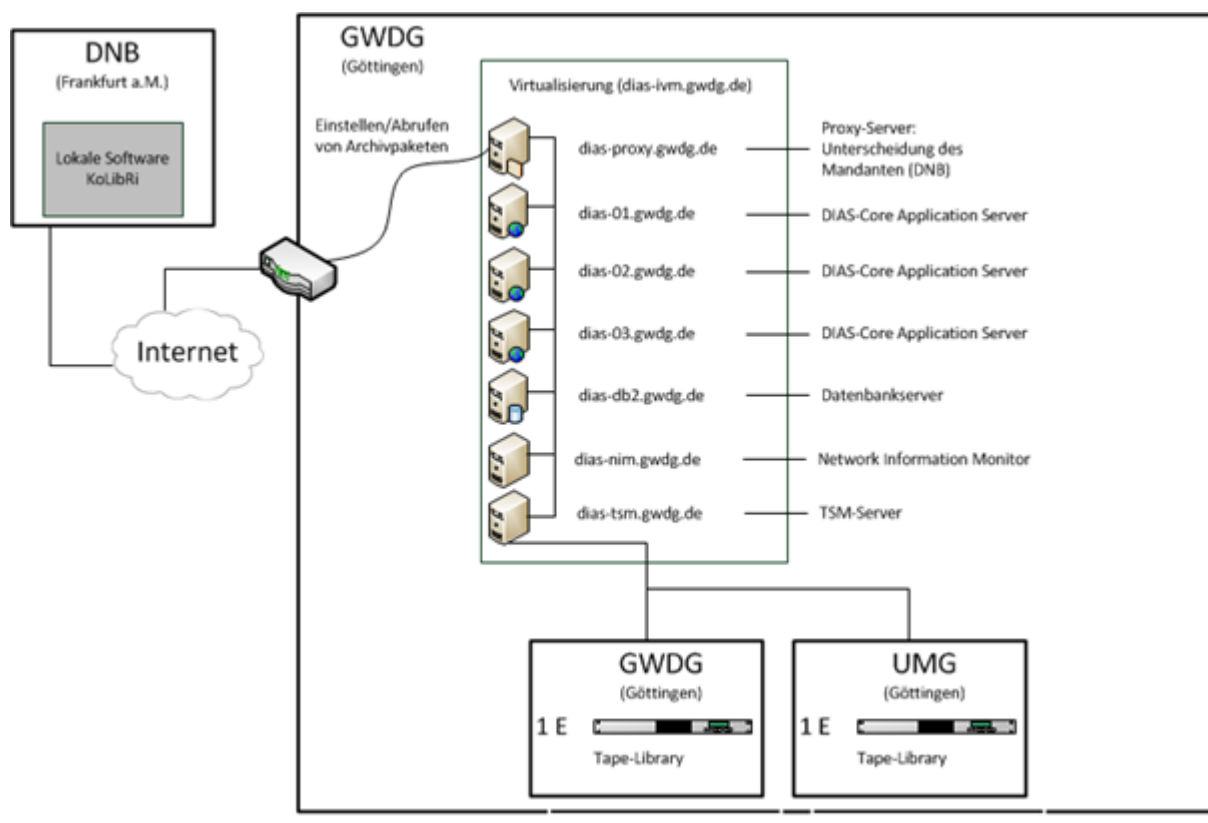 DNB
(Frankfurt a.M.)
Lokale Software
KoLibRi
Internet
GWDG
(Göttingen)
Einstellen/Abrufen
von Archivpaketen
Virtualisierung (dias-ivm.gwdg.de)
dias-proxy.gwdg.de
Proxy-Server:
Unterscheidung des
Mandanten (DNB)
dias-01.gwdg.de
DIAS-Core Application Server
dias-02.gwdg.de
DIAS-Core Application Server
dias-03.gwdg.de
DIAS-Core Application Server
dias-db2.gwdg.de
Datenbankserver
dias-nim.gwdg.de
Network Information Monitor
dias-tsm.gwdg.de
TSM-Server
GWDG
(Göttingen)
1 E
Tape-Library
UMG
(Göttingen)
1 E
Tape-Library